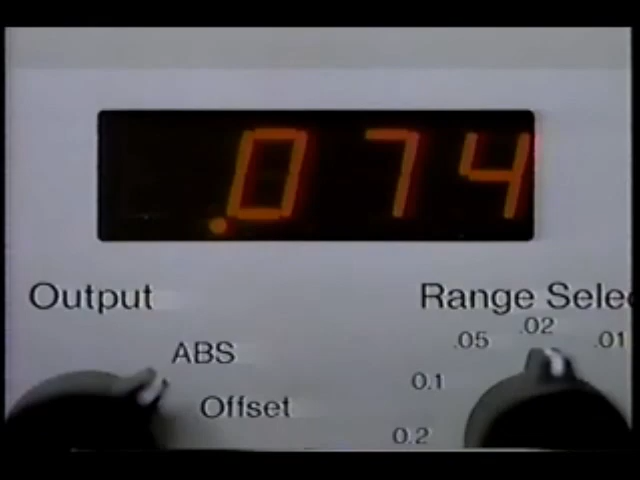 .074
Output
Range Selec
ABS
.05 .02 .01
Offset
0.1
0.2